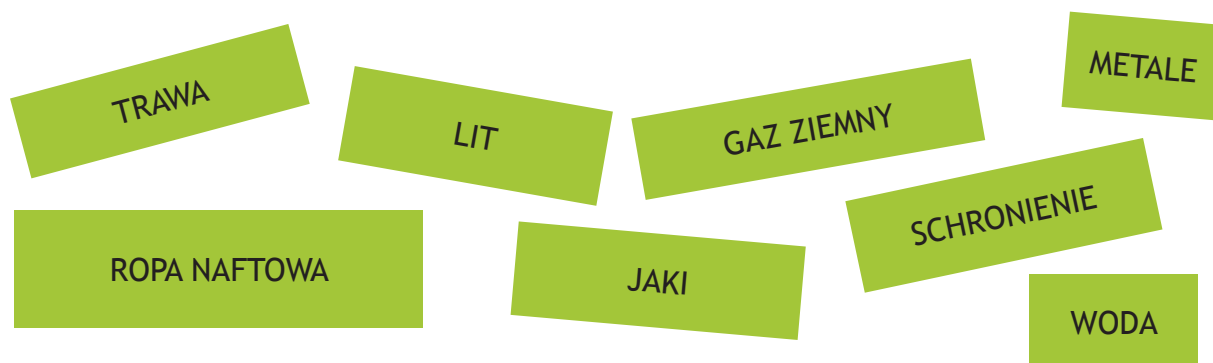 TRAWA
LIT
GAZ ZIEMNY
METALE
ROPA NAFTOWA
JAKI
SCHRONIENIE
WODA